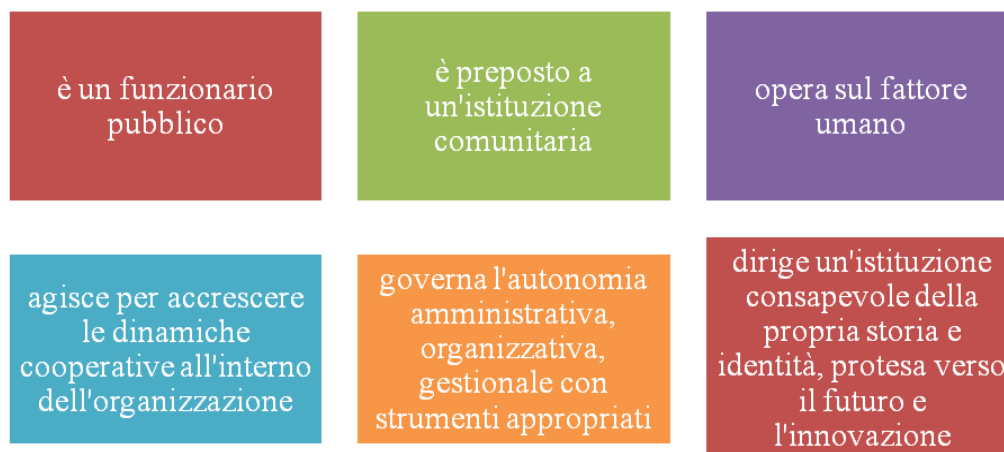 è un funzionario
pubblico
è preposto a
un'istituzione
comunitaria
opera sul fattore
umano
agisce per accrescere
le dinamiche
cooperative all'interno
dell'organizzazione
governa l'autonomia
amministrativa,
organizzativa,
gestionale con
strumenti appropriati
dirige un'istituzione
consapevole della
propria storia e
identità, protesa verso
il futuro e
l'innovazione